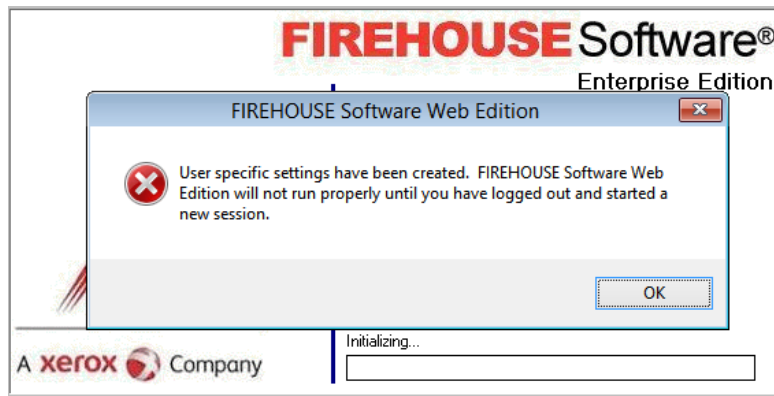 FIREHOUSE Software®
Enterprise Edition
FIREHOUSE Software Web Edition
User specific settings have been created.  FIREHOUSE Software Web
Edition will not run properly until you have logged out and started a
new session.
OK
Initializing...
A xerox Company